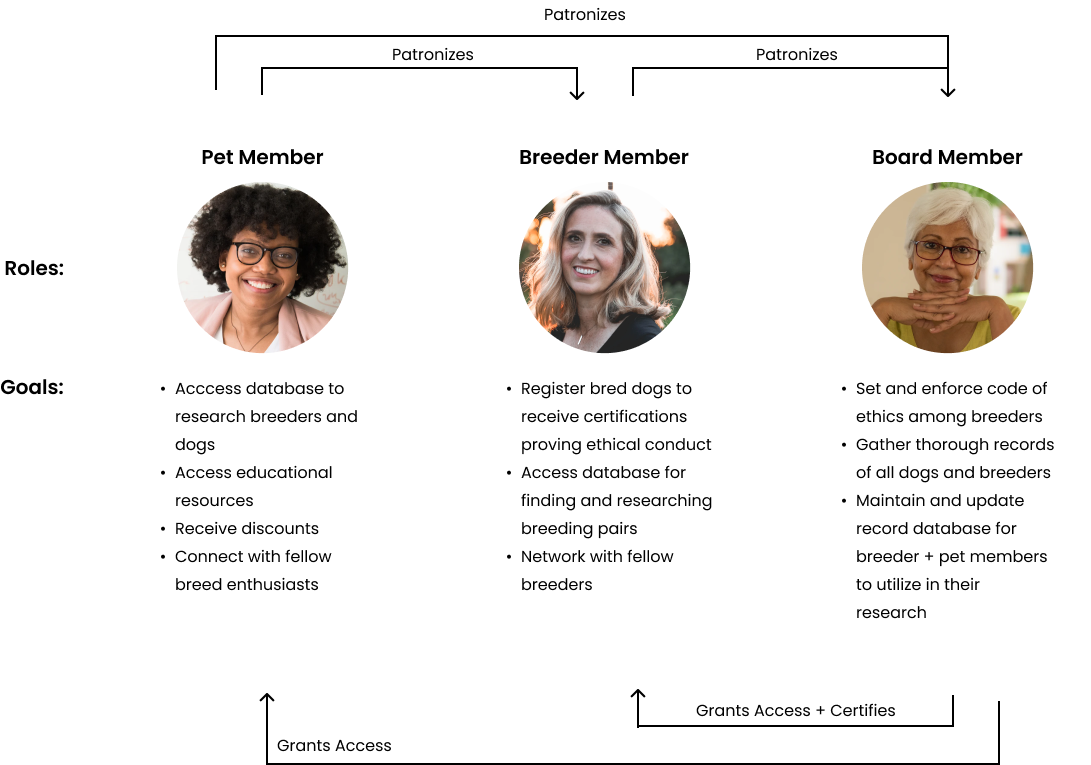 Patronizes
Patronizes
Patronizes
Pet Member
Breeder Member
Board Member
Roles:
Goals:
• Acccess database to
research breeders and
dogs
• Access educational
resources
• Receive discounts
• Connect with fellow
breed enthusiasts
• Register bred dogs to
receive certifications
proving ethical conduct
• Access database for
finding and researching
breeding pairs
• Network with fellow
breeders
• Set and enforce code of
ethics among breeders
• Gather thorough records
of all dogs and breeders
• Maintain and update
record database for
breeder + pet members
to utilize in their
research
Grants Access + Certifies
Grants Access